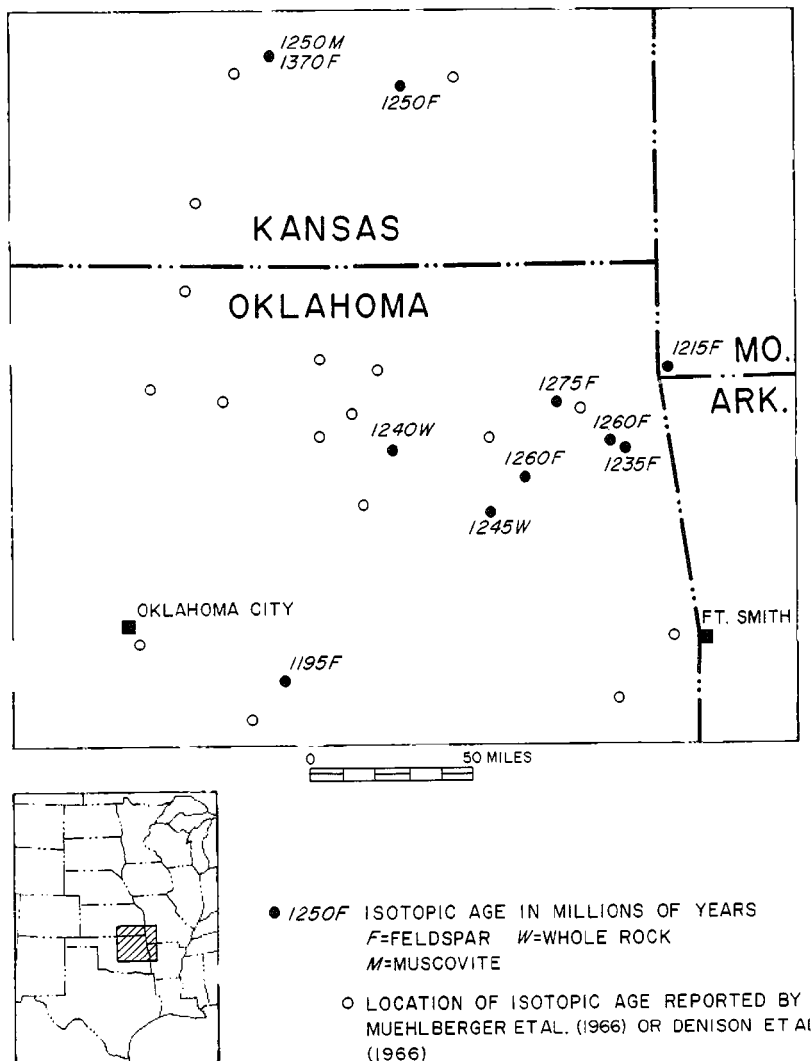 1250M
1370F
1250F
KANSAS
OKLAHOMA
1215F
MO.
ARK.
1275F
1260F
1235F
1240W
1260F
1245W
OKLAHOMA CITY
FT. SMITH
1195F
0 50 MILES
1250F ISOTOPIC AGE IN MILLIONS OF YEARS
F=FELDSPAR W=WHOLE ROCK
M=MUSCOVITE
LOCATION OF ISOTOPIC AGE REPORTED BY
MUEHLBERGER ET AL. (1966) OR DENISON ET AL
(1966)